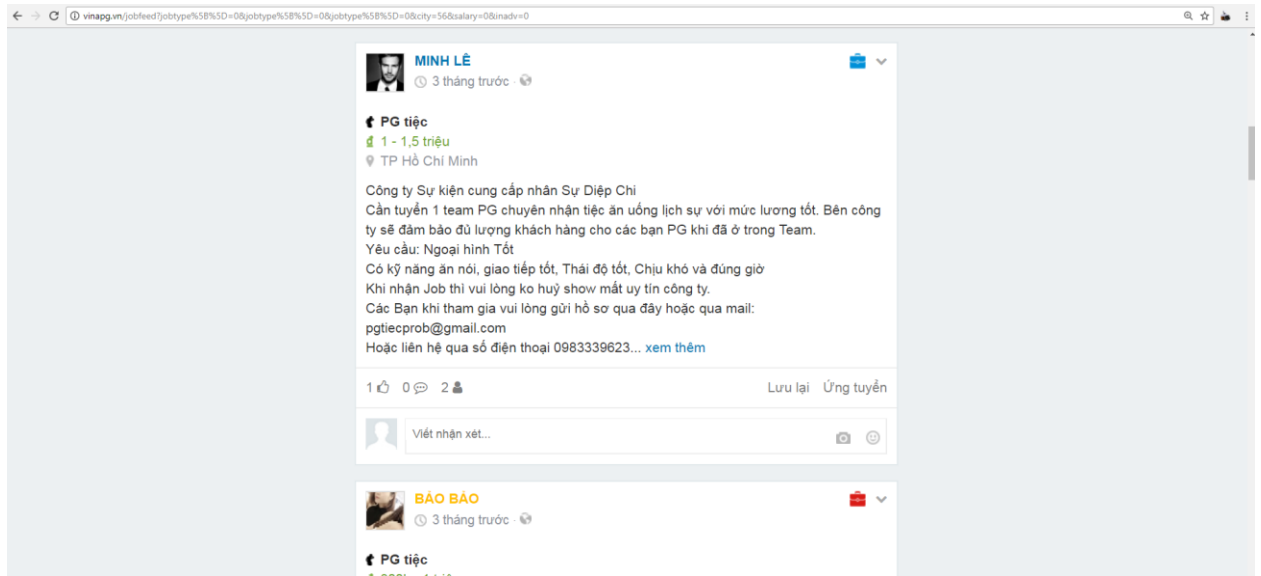 vinapg.vn/jobfeed?jobtype%5B%5D=0&jobtype%5B%5D=0&jobtype%5B%5D=0&city=56&salary=0&inadv=0
MINH LÊ
3 tháng trước ·
PG tiệc
₫ 1 - 1,5 triệu
TP Hồ Chí Minh
Công ty Sự kiện cung cấp nhân Sự Diệp Chi
Cần tuyển 1 team PG chuyên nhận tiệc ăn uống lịch sự với mức lương tốt. Bên công
ty sẽ đảm bảo đủ lượng khách hàng cho các bạn PG khi đã ở trong Team.
Yêu cầu: Ngoại hình Tốt
Có kỹ năng ăn nói, giao tiếp tốt, Thái độ tốt, Chịu khó và đúng giờ
Khi nhận Job thì vui lòng ko huỷ show mất uy tín công ty.
Các Bạn khi tham gia vui lòng gửi hồ sơ qua đây hoặc qua mail:
pgtiecprob@gmail.com
Hoặc liên hệ qua số điện thoại 0983339623... xem thêm
1 0 2 Lưu lại Ứng tuyển
Viết nhận xét...
BẢO BẢO
3 tháng trước ·
PG tiệc